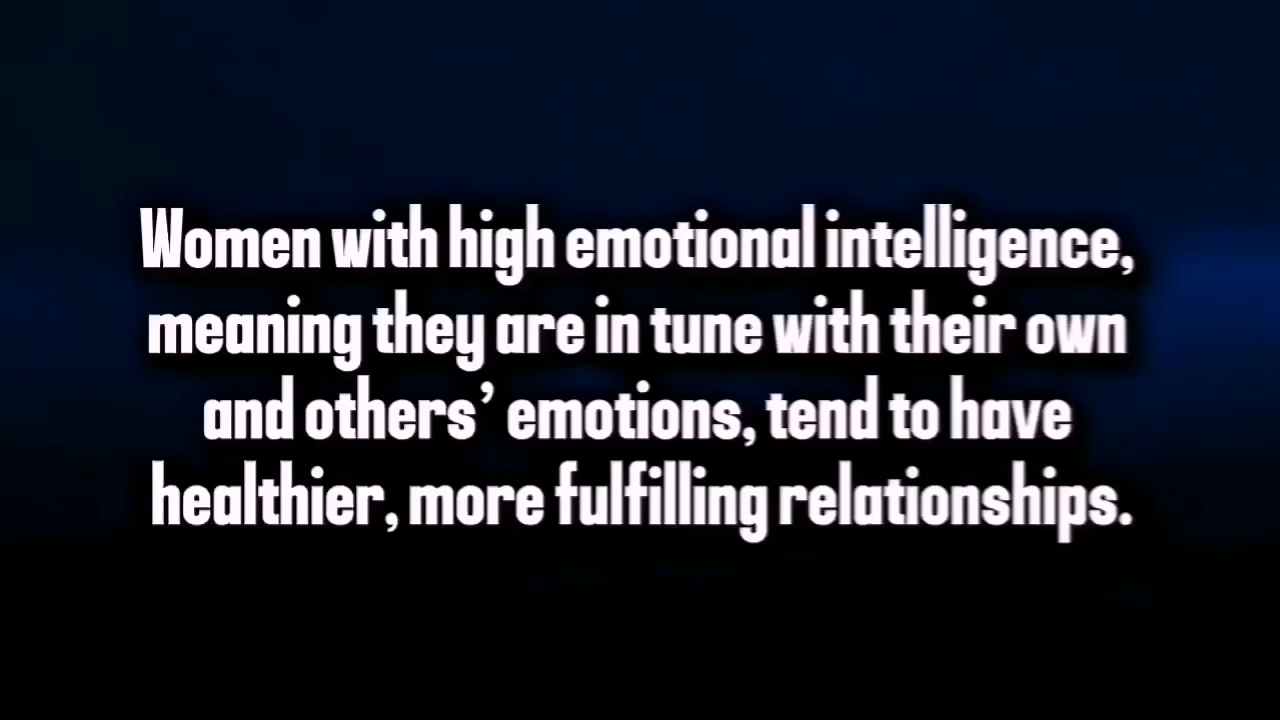 Women with high emotional intelligence,
meaning they are in tune with their own
and others’ emotions, tend to have
healthier, more fulfilling relationships.